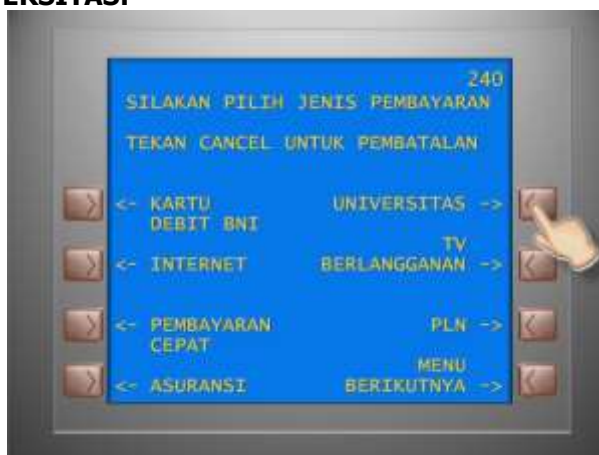 240
SILAKAN PILIH JENIS PEMBAYARAN
TEKAN CANCEL UNTUK PEMBATALAN
<- KARTU DEBIT BNI
UNIVERSITAS ->
<- INTERNET
TV BERLANGGANAN ->
<- PEMBAYARAN CEPAT
PLN ->
<- ASURANSI
MENU BERIKUTNYA ->